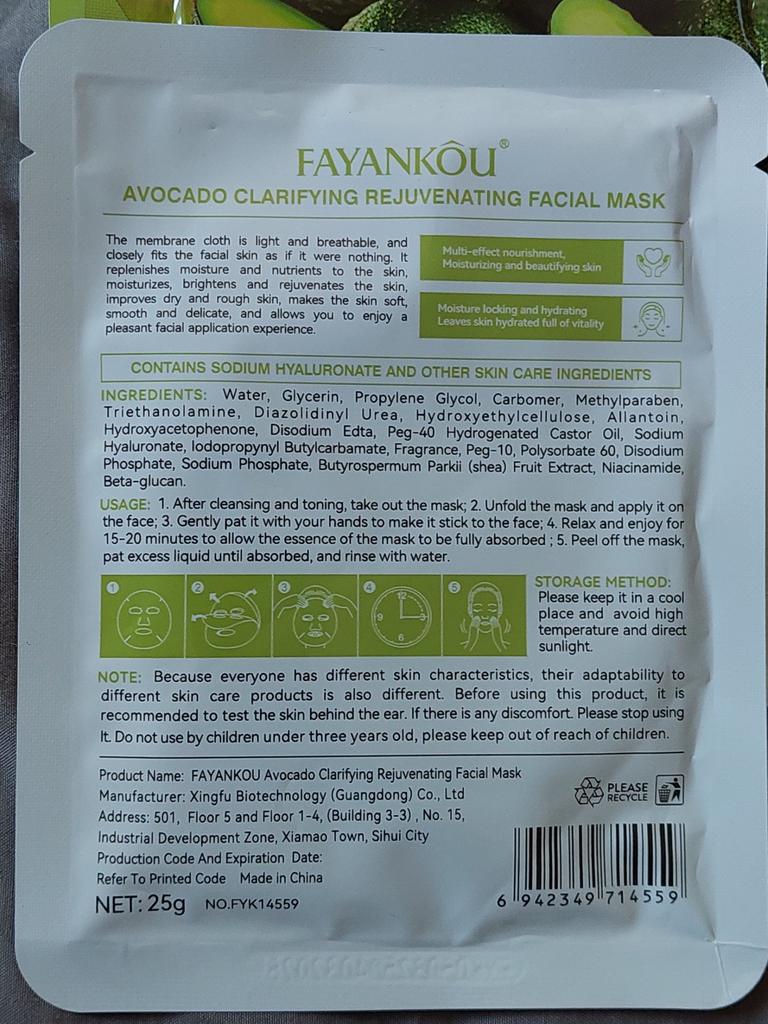 FAYANKÔU®
AVOCADO CLARIFYING REJUVENATING FACIAL MASK
The membrane cloth is light and breathable, and
closely fits the facial skin as if it were nothing. It
replenishes moisture and nutrients to the skin,
moisturizes, brightens and rejuvenates the skin,
improves dry and rough skin, makes the skin soft,
smooth and delicate, and allows you to enjoy a
pleasant facial application experience.
Multi-effect nourishment,
Moisturizing and beautifying skin
Moisture locking and hydrating
Leaves skin hydrated full of vitality
CONTAINS SODIUM HYALURONATE AND OTHER SKIN CARE INGREDIENTS
INGREDIENTS: Water, Glycerin, Propylene Glycol, Carbomer, Methylparaben,
Triethanolamine, Diazolidinyl Urea, Hydroxyethylcellulose, Allantoin,
Hydroxyacetophenone, Disodium Edta, Peg-40 Hydrogenated Castor Oil, Sodium
Hyaluronate, Iodopropynyl Butylcarbamate, Fragrance, Peg-10, Polysorbate 60, Disodium
Phosphate, Sodium Phosphate, Butyrospermum Parkii (shea) Fruit Extract, Niacinamide,
Beta-glucan.
USAGE: 1. After cleansing and toning, take out the mask; 2. Unfold the mask and apply it on
the face; 3. Gently pat it with your hands to make it stick to the face; 4. Relax and enjoy for
15-20 minutes to allow the essence of the mask to be fully absorbed ; 5. Peel off the mask,
pat excess liquid until absorbed, and rinse with water.
1 2 3 4 5
12
9 3
6
STORAGE METHOD:
Please keep it in a cool
place and avoid high
temperature and direct
sunlight.
NOTE: Because everyone has different skin characteristics, their adaptability to
different skin care products is also different. Before using this product, it is
recommended to test the skin behind the ear. If there is any discomfort. Please stop using
It. Do not use by children under three years old, please keep out of reach of children.
Product Name: FAYANKOU Avocado Clarifying Rejuvenating Facial Mask
Manufacturer: Xingfu Biotechnology (Guangdong) Co., Ltd
Address: 501, Floor 5 and Floor 1-4, (Building 3-3) , No. 15,
Industrial Development Zone, Xiamao Town, Sihui City
Production Code And Expiration Date:
Refer To Printed Code Made in China
NET: 25g NO.FYK14559
PLEASE
RECYCLE
6 942349 714559